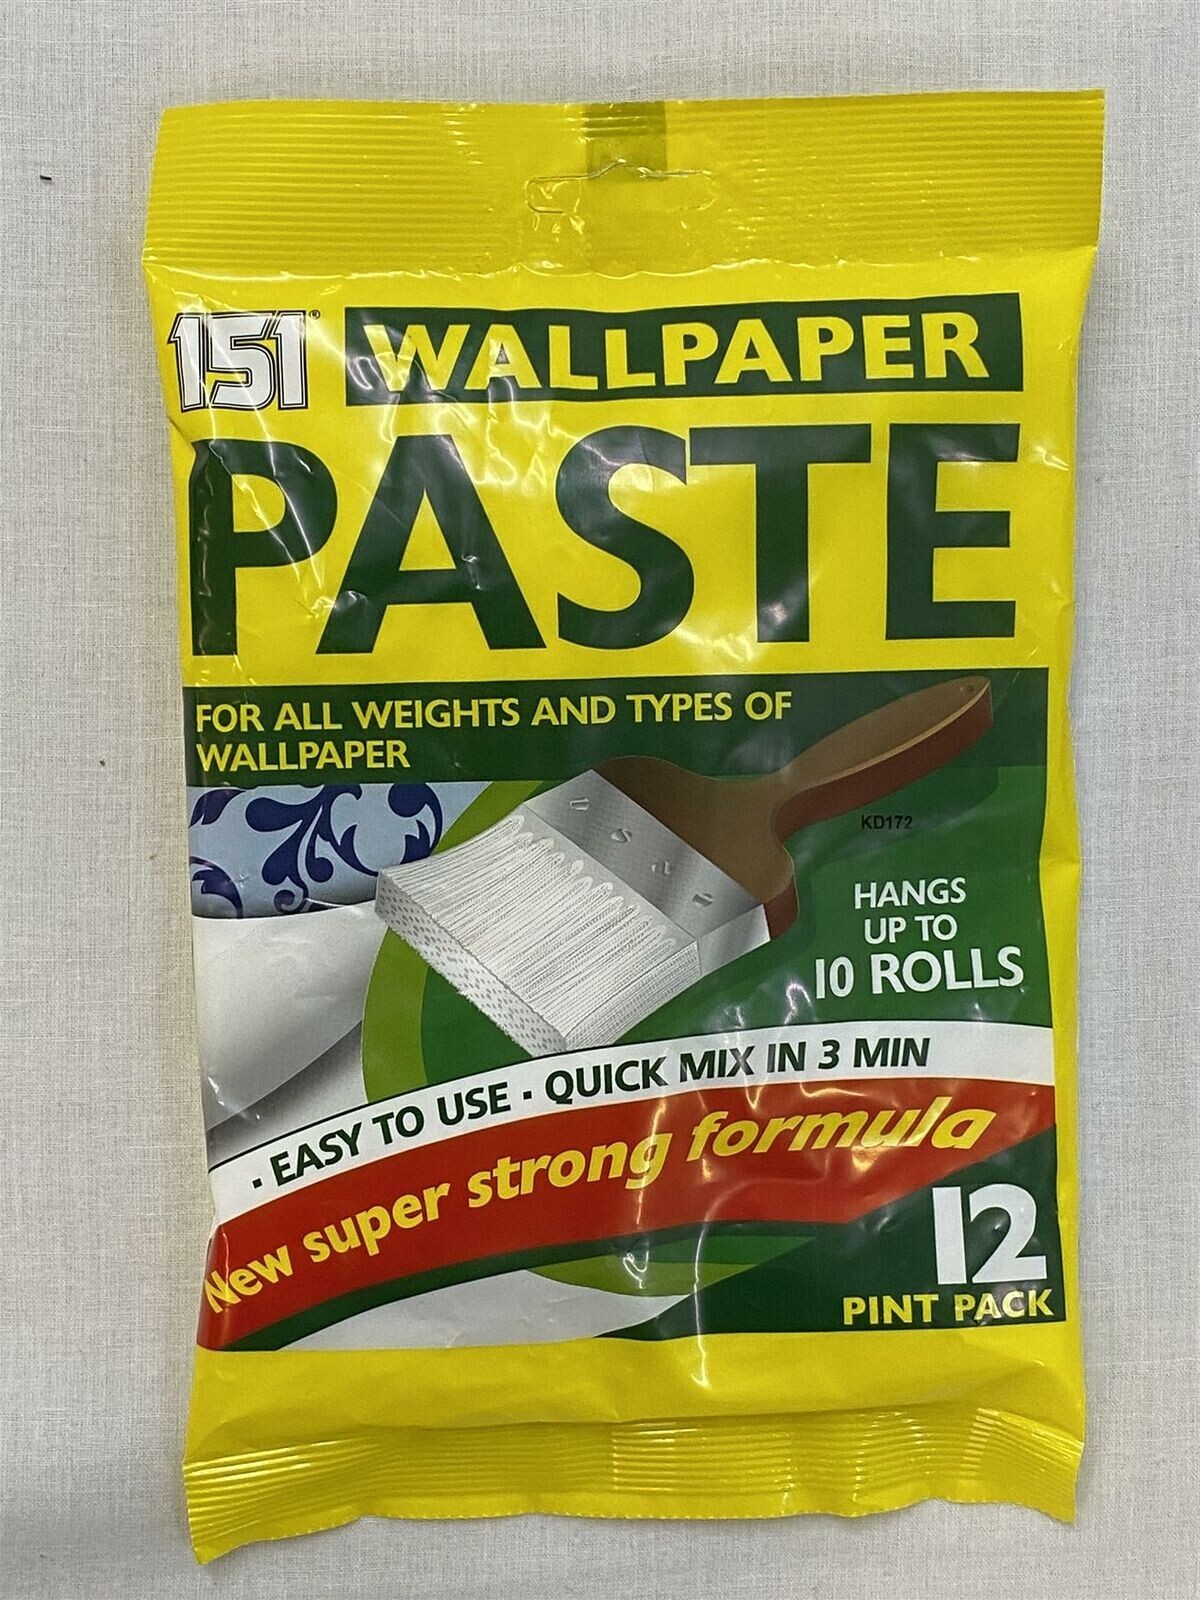 151®
WALLPAPER
PASTE
FOR ALL WEIGHTS AND TYPES OF
WALLPAPER
KD172
HANGS
UP TO
10 ROLLS
· EASY TO USE · QUICK MIX IN 3 MIN
New super strong formula
12
PINT PACK